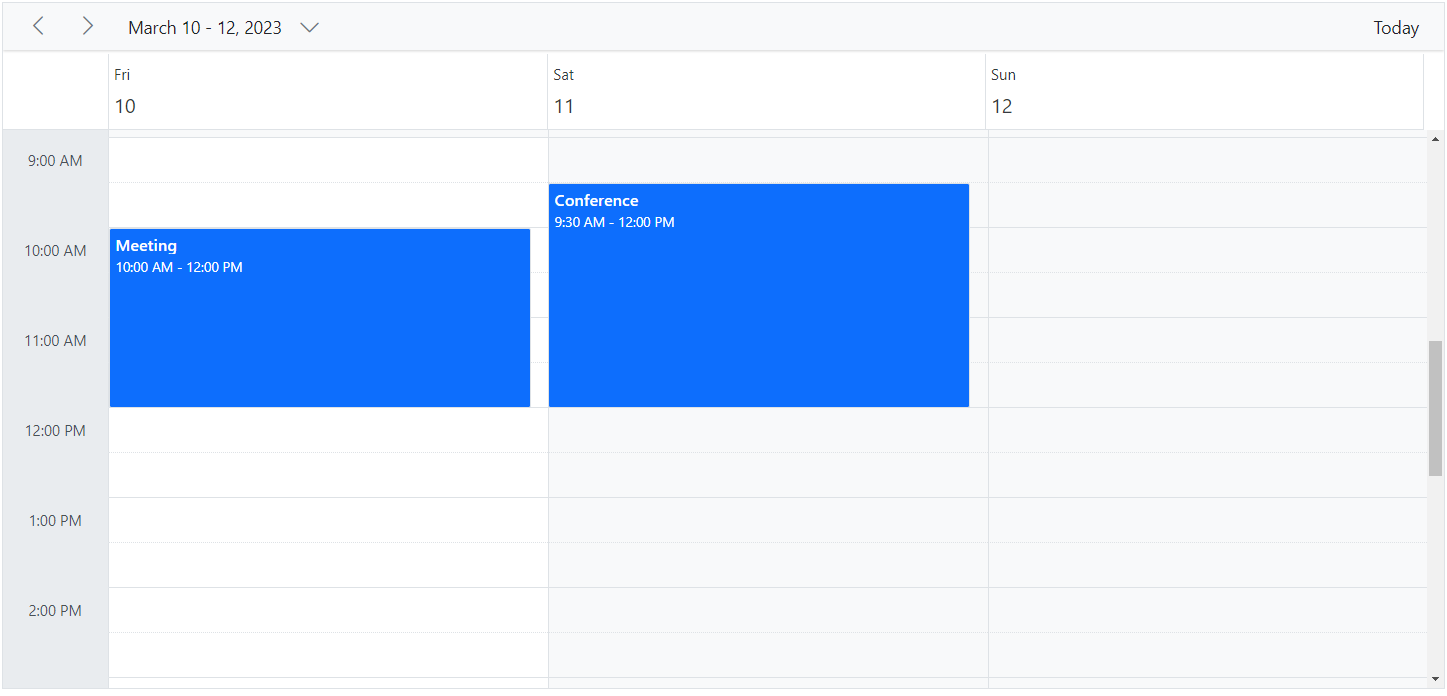 March 10 - 12, 2023
Today
Fri
10
Sat
11
Sun
12
9:00 AM
Conference
9:30 AM - 12:00 PM
Meeting
10:00 AM - 12:00 PM
10:00 AM
11:00 AM
12:00 PM
1:00 PM
2:00 PM